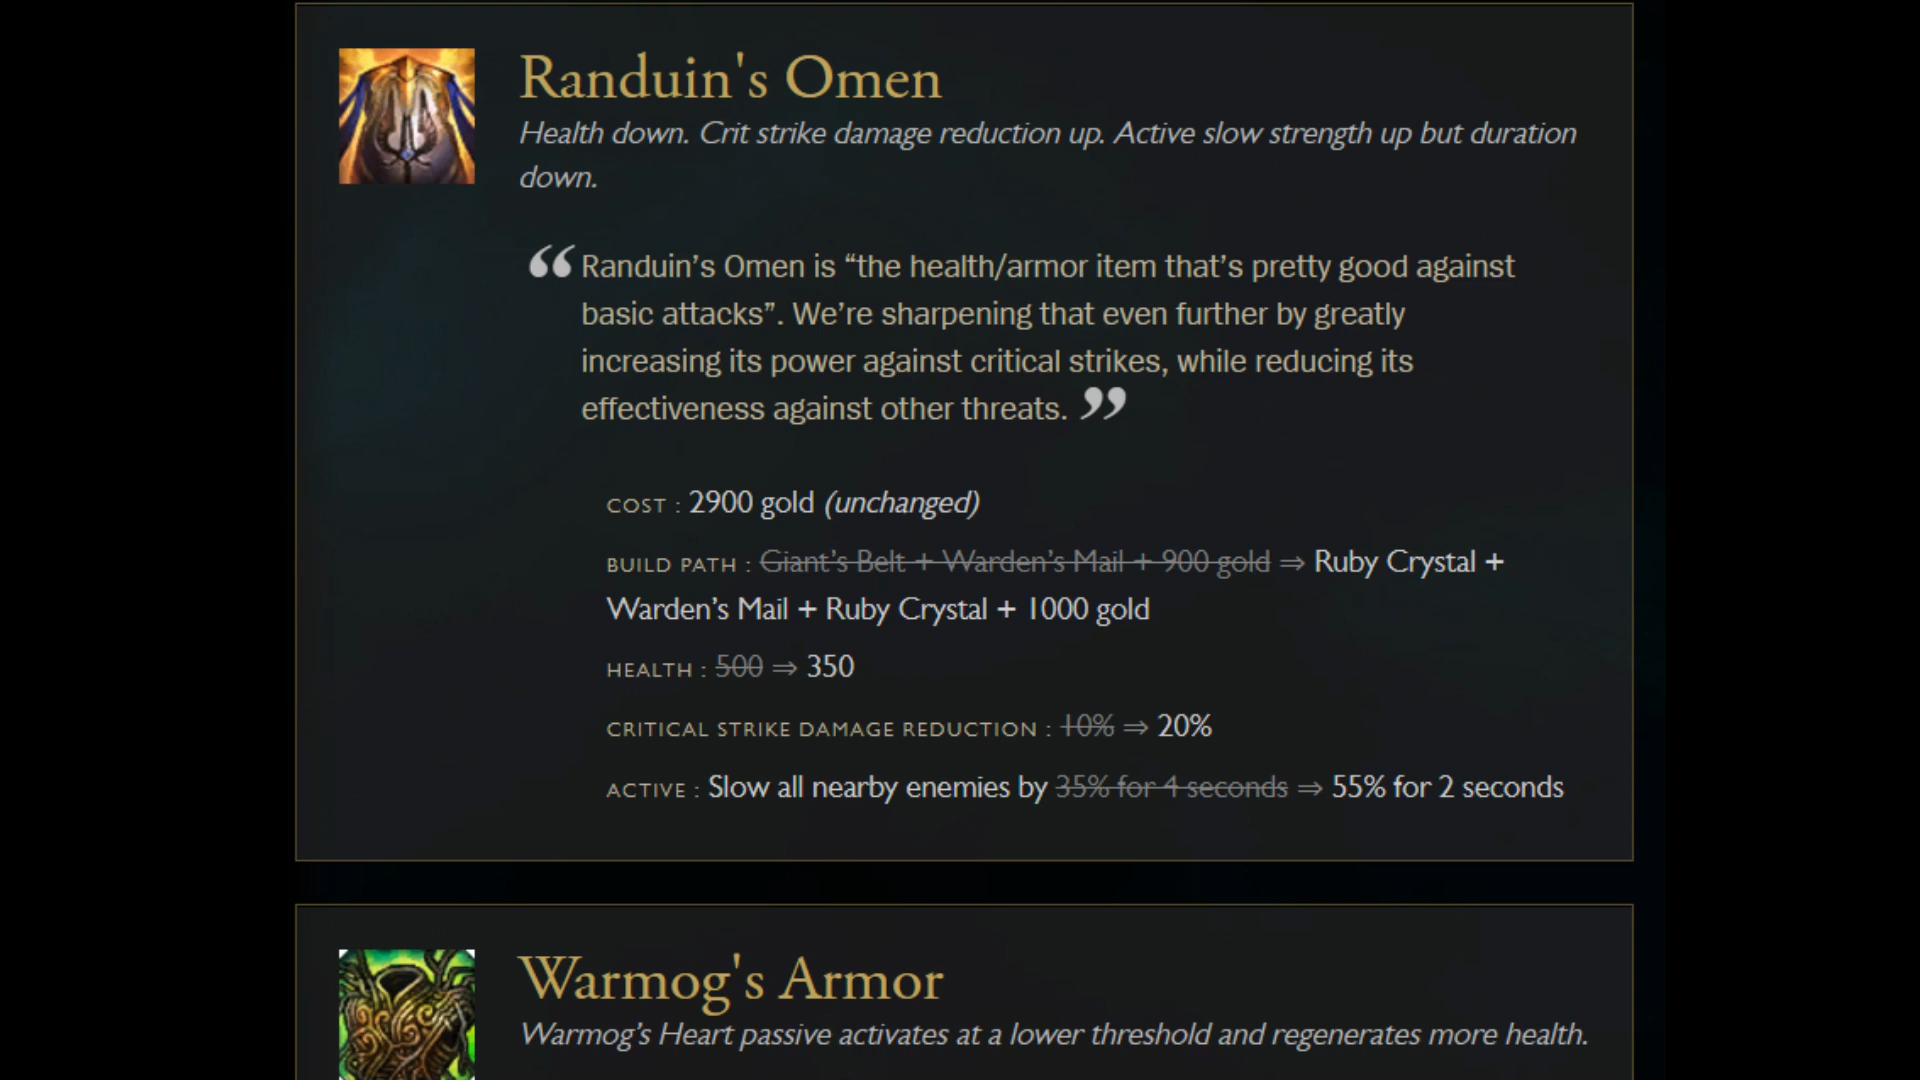 Randuin's Omen
Health down. Crit strike damage reduction up. Active slow strength up but duration
down.
“ Randuin’s Omen is “the health/armor item that’s pretty good against
basic attacks”. We’re sharpening that even further by greatly
increasing its power against critical strikes, while reducing its
effectiveness against other threats. ”
COST : 2900 gold (unchanged)
BUILD PATH : Giant’s Belt + Warden’s Mail + 900 gold ⇒ Ruby Crystal +
Warden’s Mail + Ruby Crystal + 1000 gold
HEALTH : 500 ⇒ 350
CRITICAL STRIKE DAMAGE REDUCTION : 10% ⇒ 20%
ACTIVE : Slow all nearby enemies by 35% for 4 seconds ⇒ 55% for 2 seconds
Warmog's Armor
Warmog’s Heart passive activates at a lower threshold and regenerates more health.